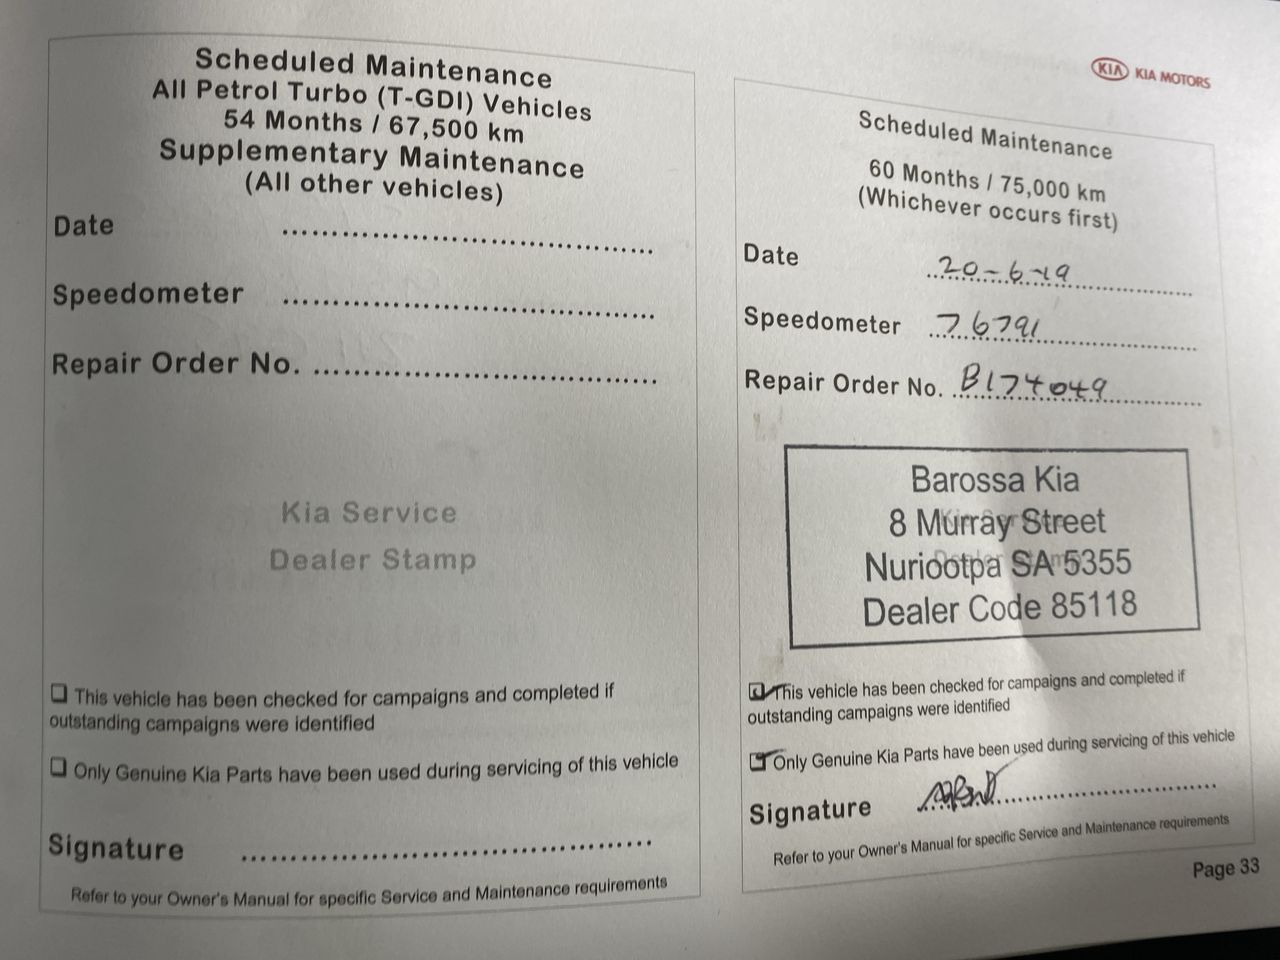 Scheduled Maintenance
All Petrol Turbo (T-GDI) Vehicles
54 Months / 67,500 km
Supplementary Maintenance
(All other vehicles)
Date
Speedometer
Repair Order No.
Kia Service
Dealer Stamp
This vehicle has been checked for campaigns and completed if
outstanding campaigns were identified
Only Genuine Kia Parts have been used during servicing of this vehicle
Signature
Refer to your Owner's Manual for specific Service and Maintenance requirements
KIA KIA MOTORS
Scheduled Maintenance
60 Months / 75,000 km
(Whichever occurs first)
Date 20-6-19
Speedometer 76791
Repair Order No. B174049
Barossa Kia
8 Murray Street
Nuriootpa SA 5355
Dealer Code 85118
This vehicle has been checked for campaigns and completed if
outstanding campaigns were identified
Only Genuine Kia Parts have been used during servicing of this vehicle
Signature
Refer to your Owner's Manual for specific Service and Maintenance requirements
Page 33